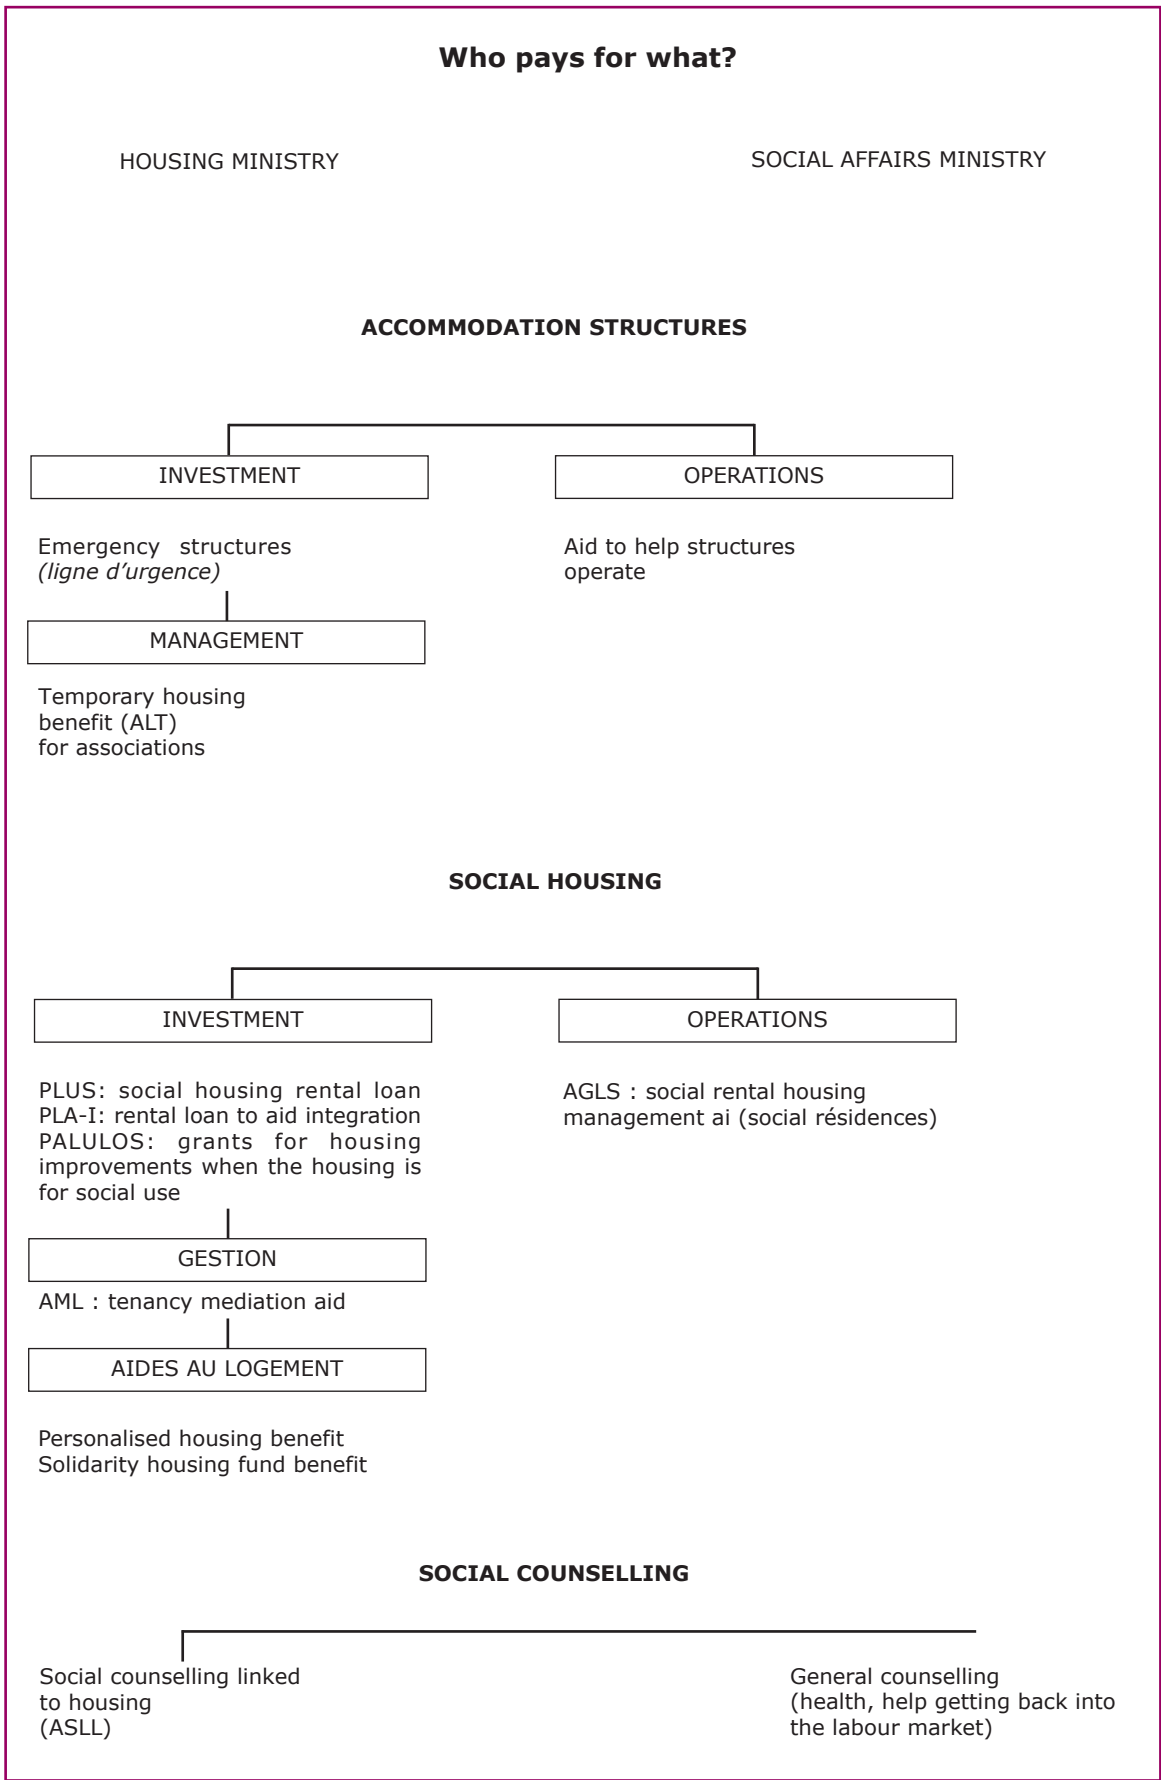 Who pays for what?
HOUSING MINISTRY
SOCIAL AFFAIRS MINISTRY
ACCOMMODATION STRUCTURES
INVESTMENT
OPERATIONS
Emergency structures
(ligne d'urgence)
Aid to help structures
operate
MANAGEMENT
Temporary housing
benefit (ALT)
for associations
SOCIAL HOUSING
INVESTMENT
OPERATIONS
PLUS: social housing rental loan
PLA-I: rental loan to aid integration
PALULOS: grants for housing
improvements when the housing is
for social use
AGLS : social rental housing
management ai (social résidences)
GESTION
AML : tenancy mediation aid
AIDES AU LOGEMENT
Personalised housing benefit
Solidarity housing fund benefit
SOCIAL COUNSELLING
Social counselling linked
to housing
(ASLL)
General counselling
(health, help getting back into
the labour market)